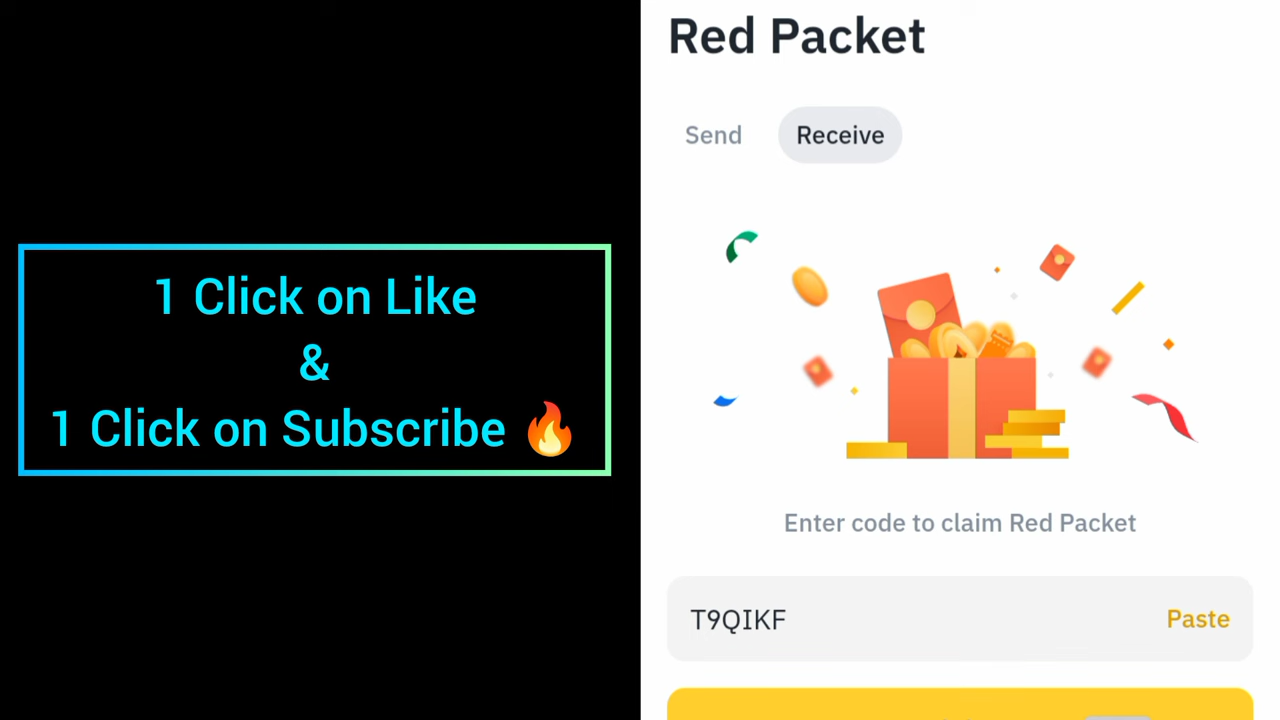 1 Click on Like
&
1 Click on Subscribe 🔥
Red Packet
Send
Receive
Enter code to claim Red Packet
T9QIKF
Paste